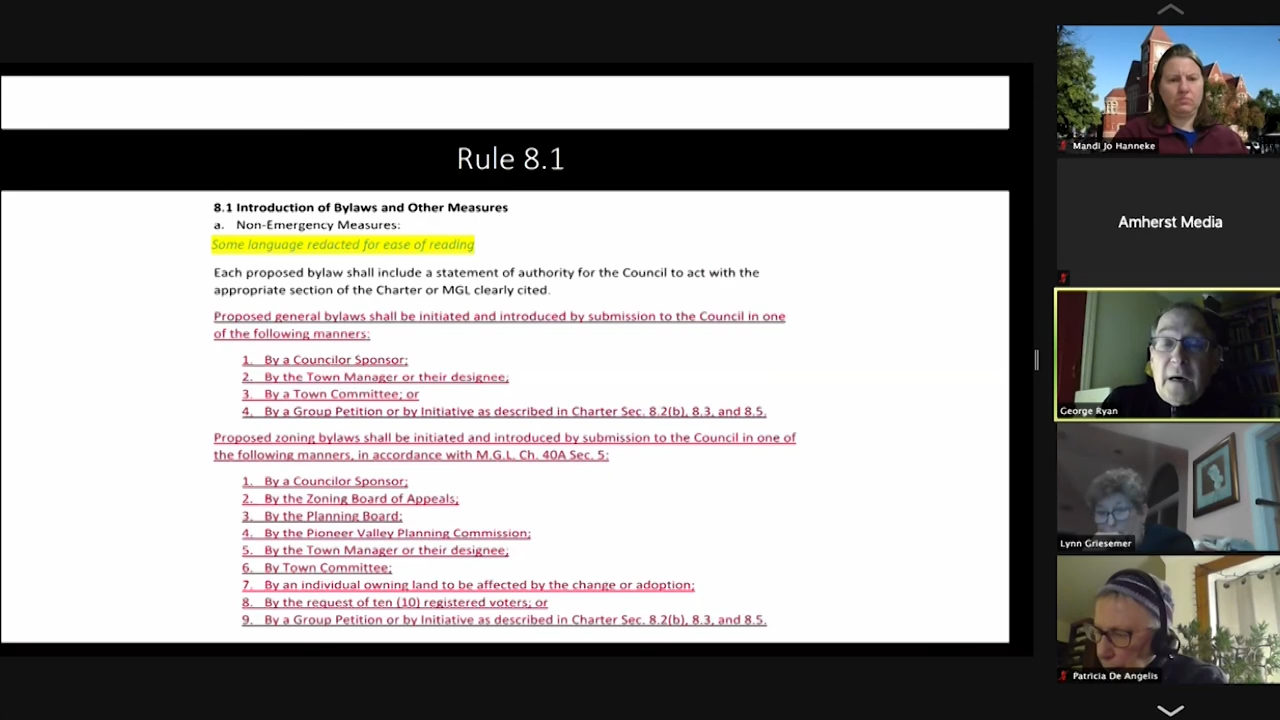 Rule 8.1
8.1 Introduction of Bylaws and Other Measures
a. Non-Emergency Measures:
Some language redacted for ease of reading
Each proposed bylaw shall include a statement of authority for the Council to act with the
appropriate section of the Charter or MGL clearly cited.
Proposed general bylaws shall be initiated and introduced by submission to the Council in one
of the following manners:
1. By a Councilor Sponsor;
2. By the Town Manager or their designee;
3. By a Town Committee; or
4. By a Group Petition or by Initiative as described in Charter Sec. 8.2(b), 8.3, and 8.5.
Proposed zoning bylaws shall be initiated and introduced by submission to the Council in one of
the following manners, in accordance with M.G.L. Ch. 40A Sec. 5:
1. By a Councilor Sponsor;
2. By the Zoning Board of Appeals;
3. By the Planning Board;
4. By the Pioneer Valley Planning Commission;
5. By the Town Manager or their designee;
6. By Town Committee;
7. By an individual owning land to be affected by the change or adoption;
8. By the request of ten (10) registered voters; or
9. By a Group Petition or by Initiative as described in Charter Sec. 8.2(b), 8.3, and 8.5.
Mandi Jo Hanneke
Amherst Media
George Ryan
Lynn Griesemer
Patricia De Angelis